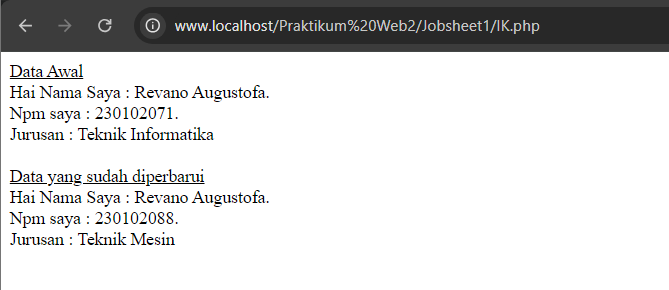 www.localhost/Praktikum%20Web2/Jobsheet1/IK.php
Data Awal
Hai Nama Saya : Revano Augustofa.
Npm saya : 230102071.
Jurusan : Teknik Informatika
Data yang sudah diperbarui
Hai Nama Saya : Revano Augustofa.
Npm saya : 230102088.
Jurusan : Teknik Mesin